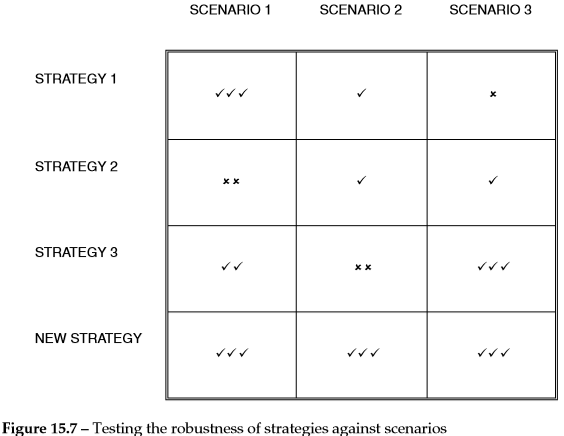 SCENARIO 1 SCENARIO 2 SCENARIO 3
STRATEGY 1 ✓✓✓ ✓ ✗
STRATEGY 2 ✗✗ ✓ ✓
STRATEGY 3 ✓✓ ✗✗ ✓✓✓
NEW STRATEGY ✓✓✓ ✓✓✓ ✓✓✓
Figure 15.7 – Testing the robustness of strategies against scenarios